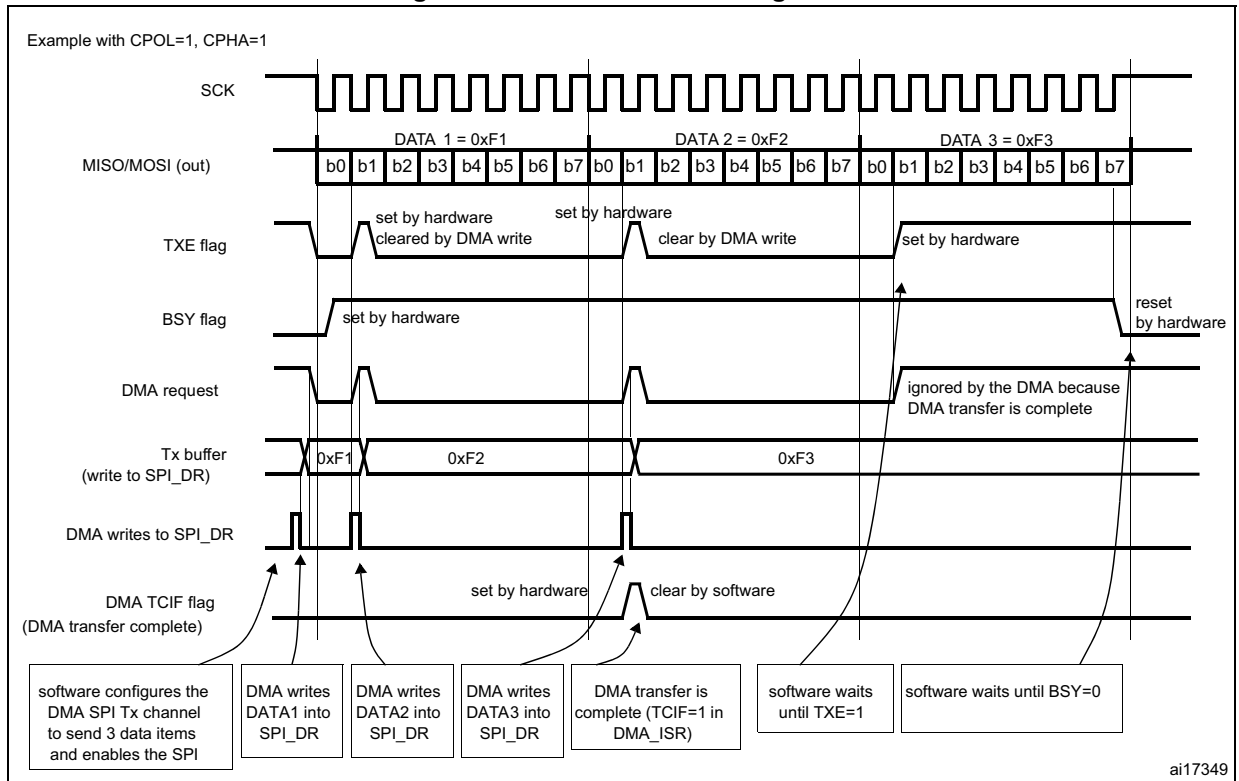 Example with CPOL=1, CPHA=1
SCK
DATA 1 = 0xF1
DATA 2 = 0xF2
DATA 3 = 0xF3
MISO/MOSI (out)
b0 b1 b2 b3 b4 b5 b6 b7 b0 b1 b2 b3 b4 b5 b6 b7 b0 b1 b2 b3 b4 b5 b6 b7
TXE flag
set by hardware
cleared by DMA write
set by hardware
clear by DMA write
set by hardware
BSY flag
set by hardware
reset
by hardware
DMA request
ignored by the DMA because
DMA transfer is complete
Tx buffer
(write to SPI_DR)
0xF1
0xF2
0xF3
DMA writes to SPI_DR
DMA TCIF flag
(DMA transfer complete)
set by hardware
clear by software
software configures the
DMA SPI Tx channel
to send 3 data items
and enables the SPI
DMA writes
DATA1 into
SPI_DR
DMA writes
DATA2 into
SPI_DR
DMA writes
DATA3 into
SPI_DR
DMA transfer is
complete (TCIF=1 in
DMA_ISR)
software waits
until TXE=1
software waits until BSY=0
ai17349